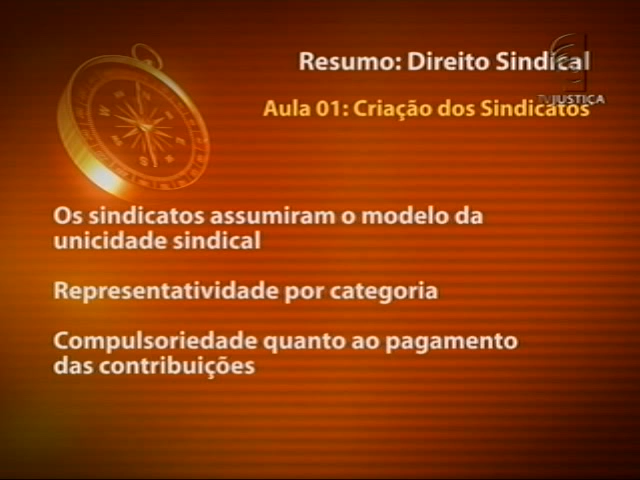 Resumo: Direito Sindical
Aula 01: Criação dos Sindicatos
TV JUSTIÇA
Os sindicatos assumiram o modelo da
unicidade sindical
Representatividade por categoria
Compulsoriedade quanto ao pagamento
das contribuições